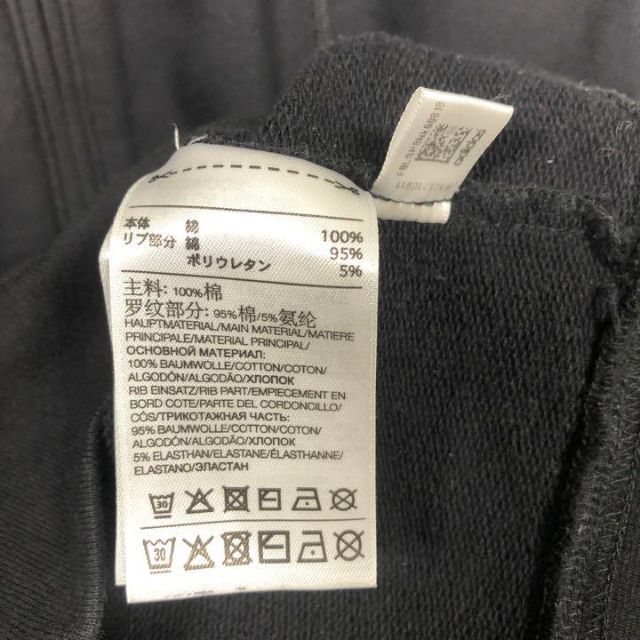 本体 綿 100%
リブ部分 綿 95%
ポリウレタン 5%
主料: 100%棉
罗纹部分: 95%棉/5%氨纶
HAUPTMATERIAL/MAIN MATERIAL/MATIERE
PRINCIPALE/MATERIAL PRINCIPAL/
ОСНОВНОЙ МАТЕРИАЛ:
100% BAUMWOLLE/COTTON/COTON/
ALGODÓN/ALGODÃO/ХЛОПОК
RIB EINSATZ/RIB PART/EMPIECEMENT EN
BORD COTE/PARTE DEL CORDONCILLO/
CÓS/ТРИКОТАЖНАЯ ЧАСТЬ:
95% BAUMWOLLE/COTTON/COTON/
ALGODÓN/ALGODÃO/ХЛОПОК
5% ELASTHAN/ELASTANE/ÉLASTHANNE/
ELASTANO/ЭЛАСТАН
30
30
adidas